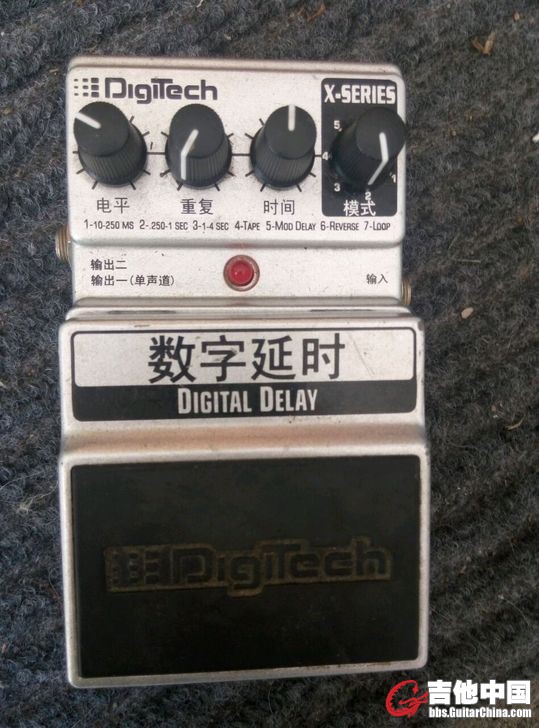 DigiTech
X-SERIES
5
4
3
2
1
电平 重复 时间 模式
1-10-250 MS 2-.250-1 SEC 3-1-4 SEC 4-TAPE 5-MOD DELAY 6-REVERSE 7-LOOP
输出二
输出一(单声道) 输入
数字延时
DIGITAL DELAY
DigiTech
吉他中国
bbs.GuitarChina.com